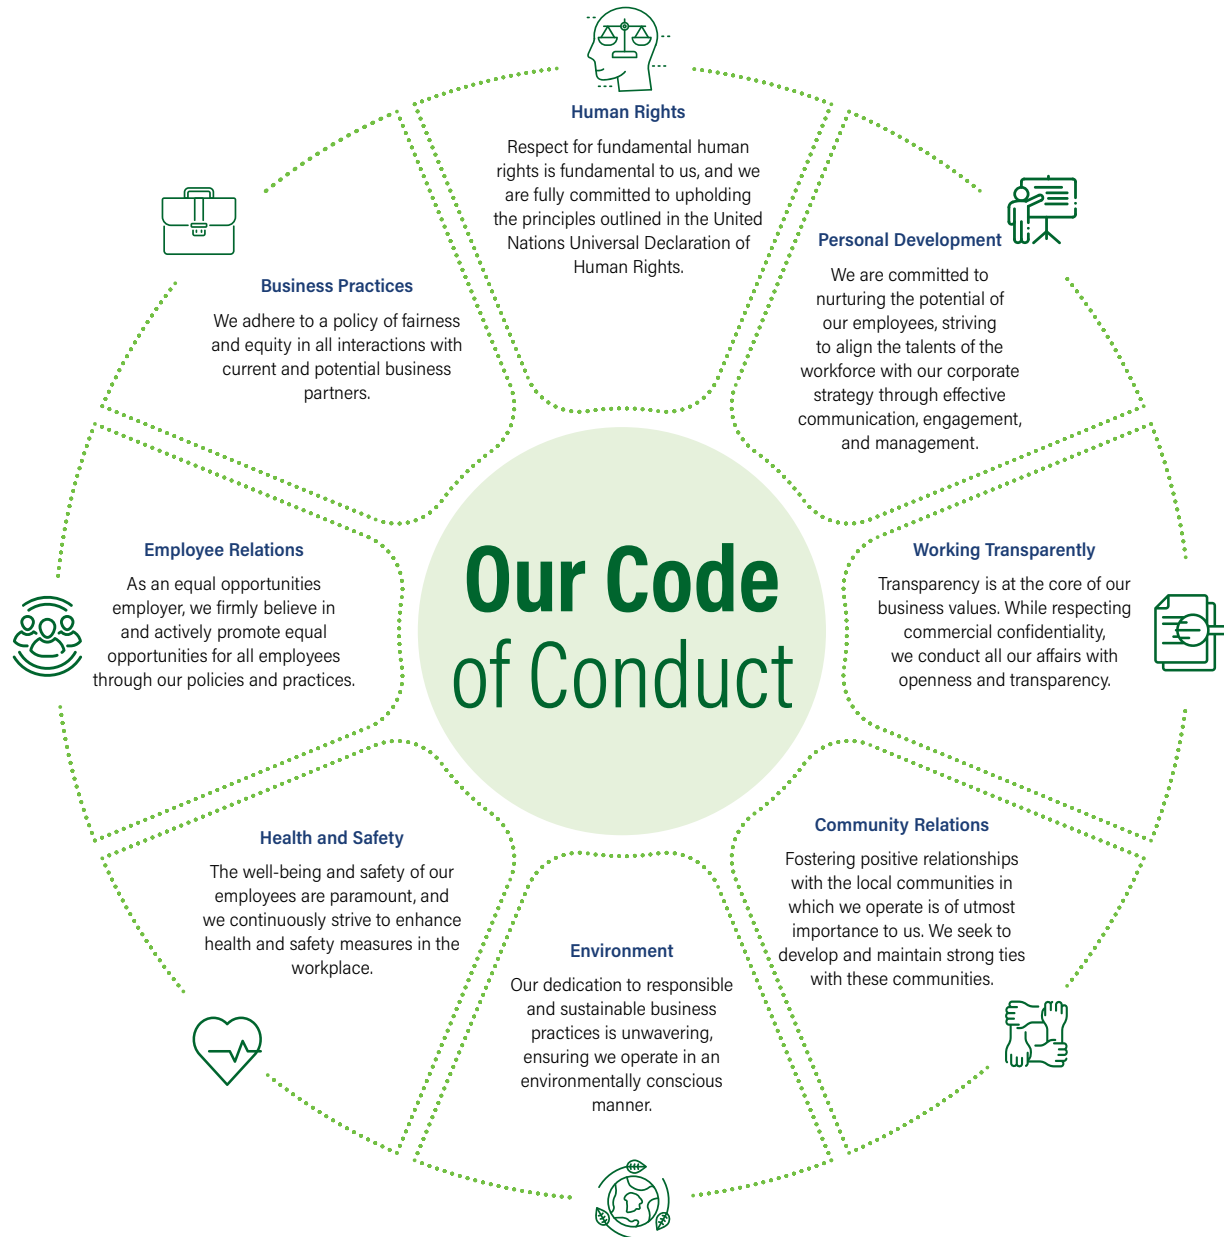 Human Rights
Respect for fundamental human
rights is fundamental to us, and we
are fully committed to upholding
the principles outlined in the United
Nations Universal Declaration of
Human Rights.
Personal Development
We are committed to
nurturing the potential of
our employees, striving
to align the talents of the
workforce with our corporate
strategy through effective
communication, engagement,
and management.
Working Transparently
Transparency is at the core of our
business values. While respecting
commercial confidentiality,
we conduct all our affairs with
openness and transparency.
Community Relations
Fostering positive relationships
with the local communities in
which we operate is of utmost
importance to us. We seek to
develop and maintain strong ties
with these communities.
Environment
Our dedication to responsible
and sustainable business
practices is unwavering,
ensuring we operate in an
environmentally conscious
manner.
Health and Safety
The well-being and safety of our
employees are paramount, and
we continuously strive to enhance
health and safety measures in the
workplace.
Employee Relations
As an equal opportunities
employer, we firmly believe in
and actively promote equal
opportunities for all employees
through our policies and practices.
Business Practices
We adhere to a policy of fairness
and equity in all interactions with
current and potential business
partners.
Our Code
of Conduct